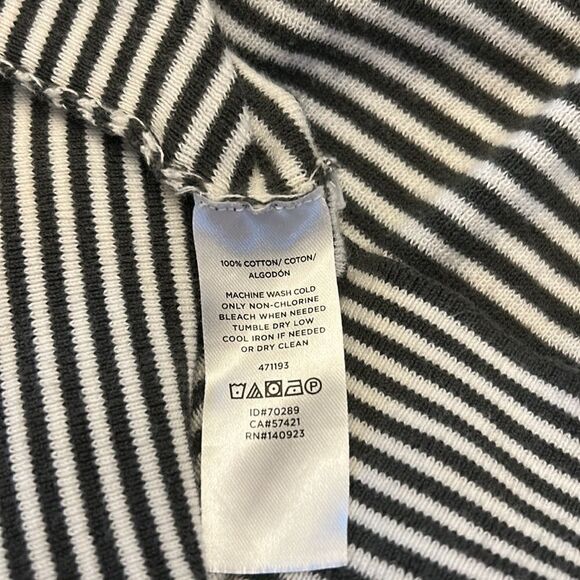 100% COTTON/ COTON/
ALGODÓN
MACHINE WASH COLD
ONLY NON-CHLORINE
BLEACH WHEN NEEDED
TUMBLE DRY LOW
COOL IRON IF NEEDED
OR DRY CLEAN
471193
P
ID#70289
CA#57421
RN#140923